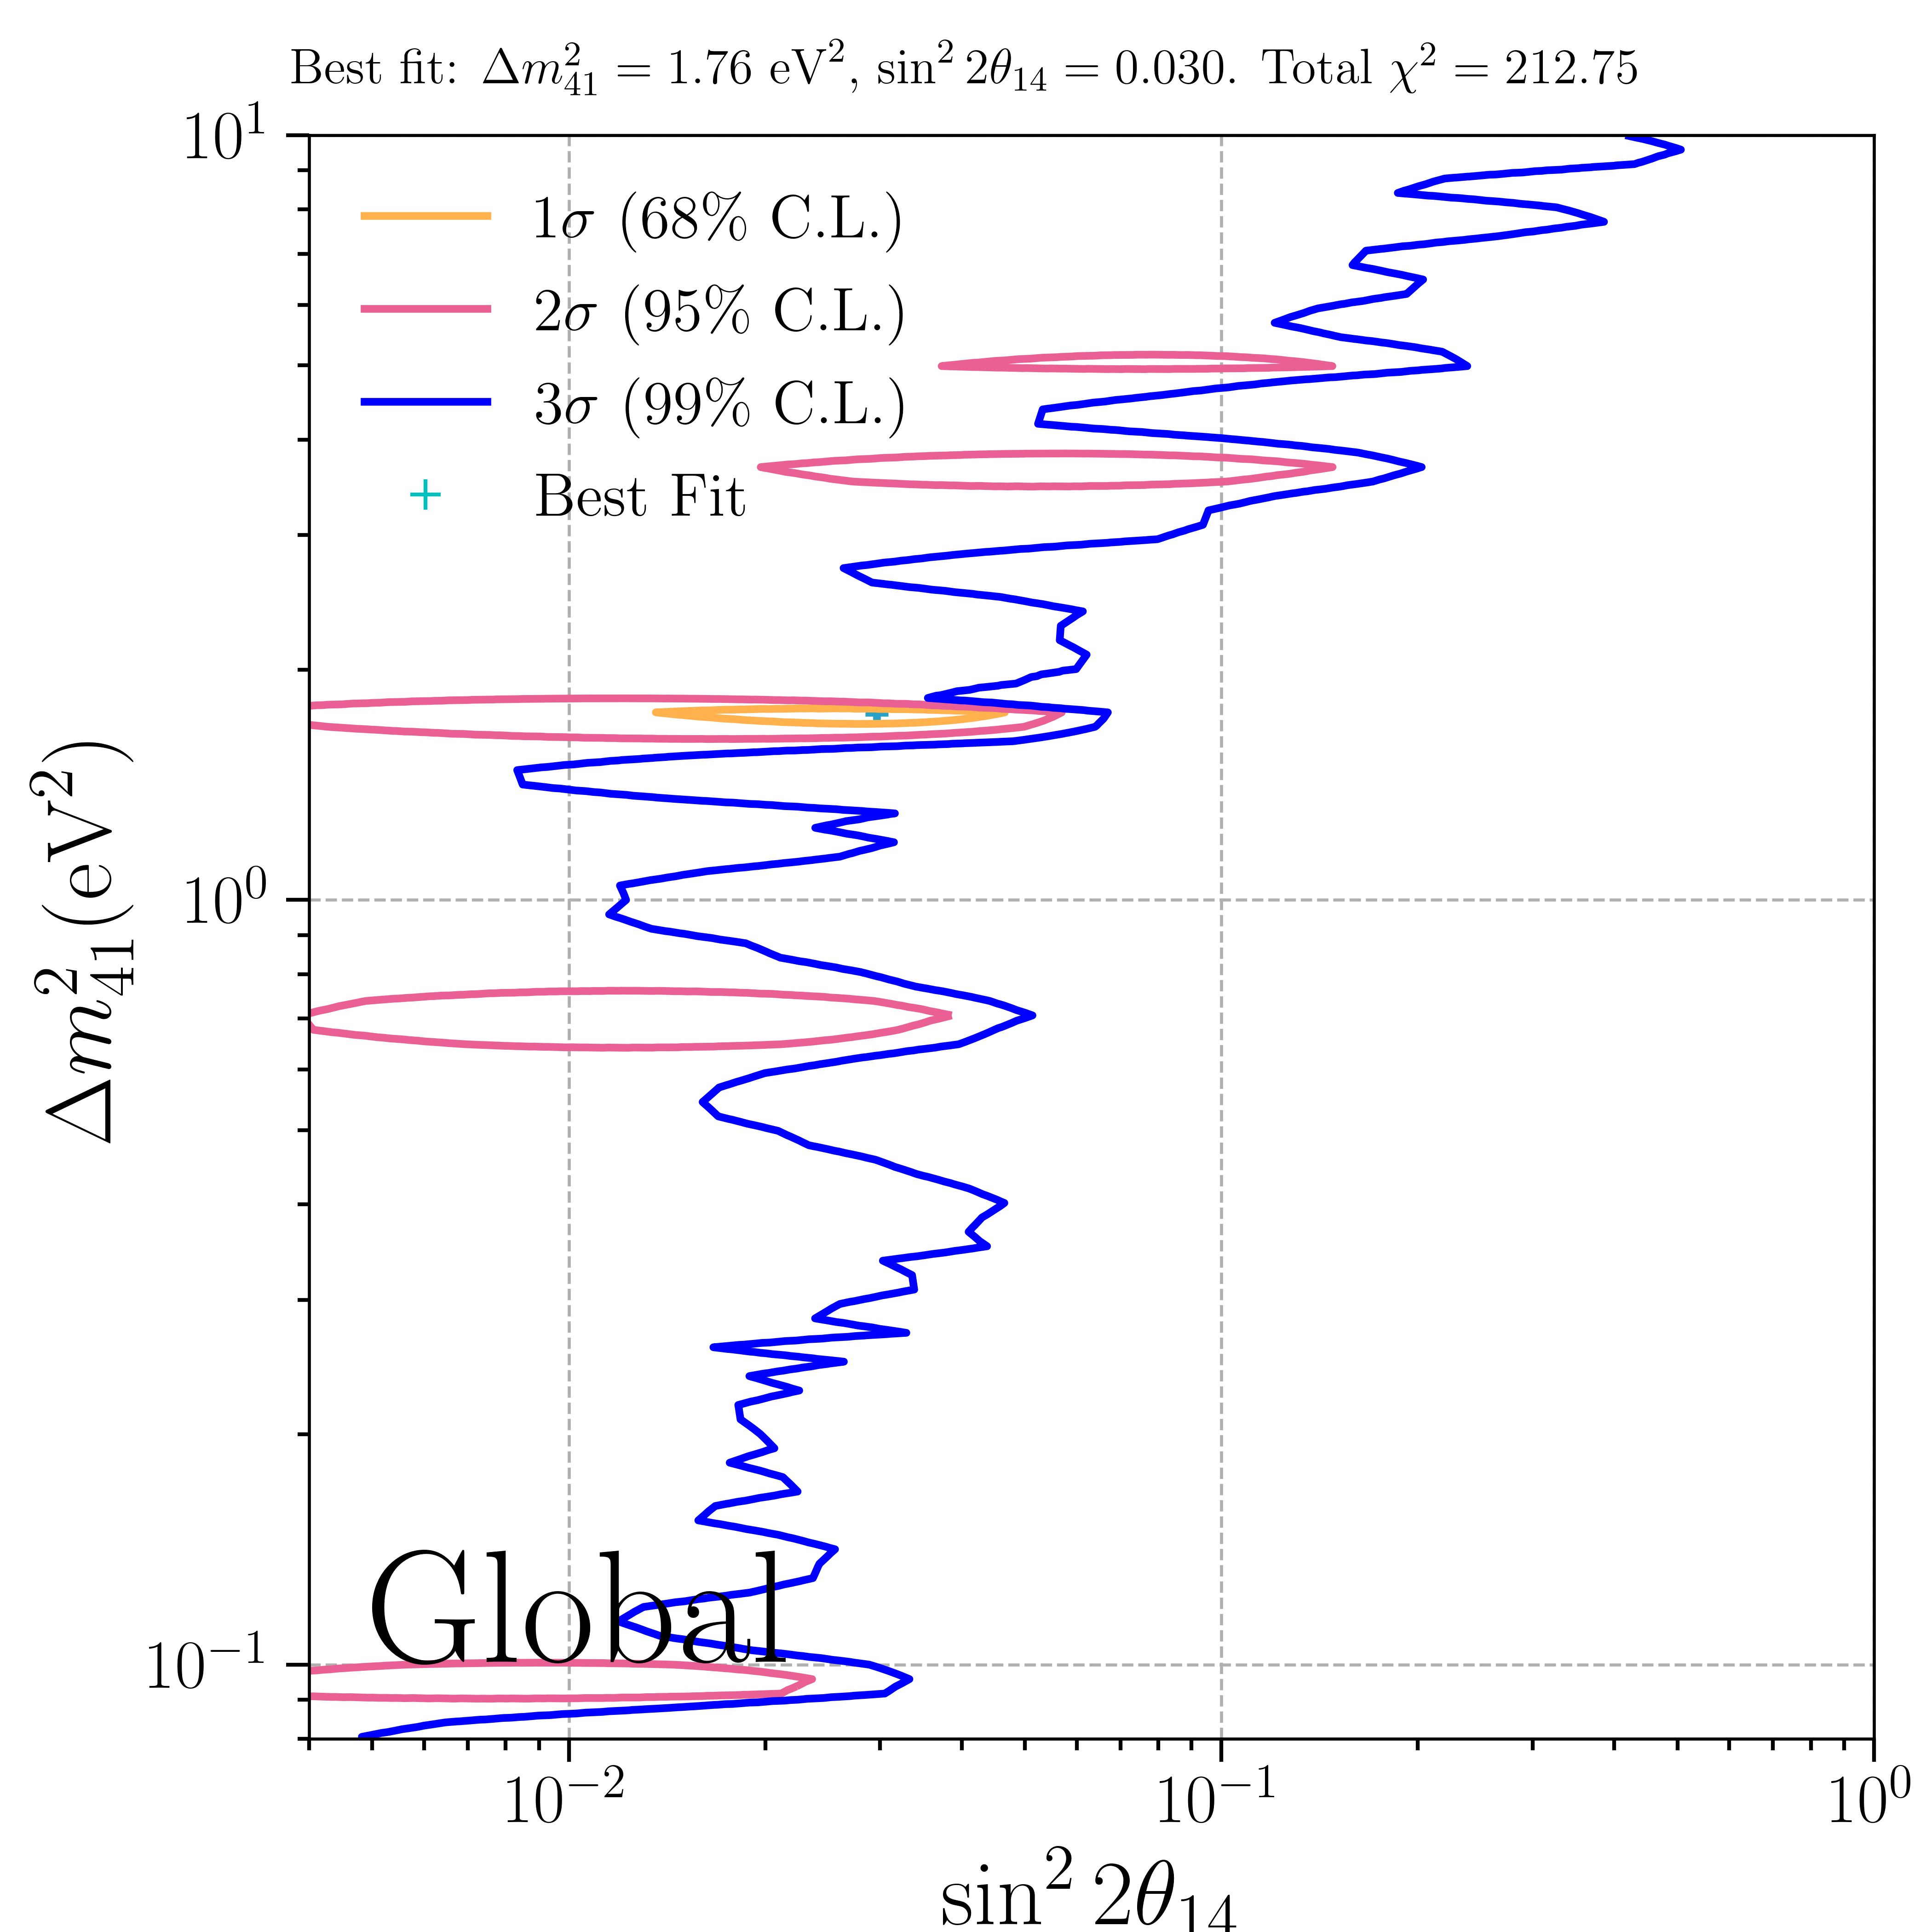 Best fit: Δm²₄₁ = 1.76 eV², sin² 2θ₁₄ = 0.030. Total χ² = 212.75
10¹
1σ (68% C.L.)
2σ (95% C.L.)
3σ (99% C.L.)
Best Fit
Δm²₄₁(eV²)
10⁰
Global
10⁻¹
10⁻² 10⁻¹ 10⁰
sin² 2θ₁₄